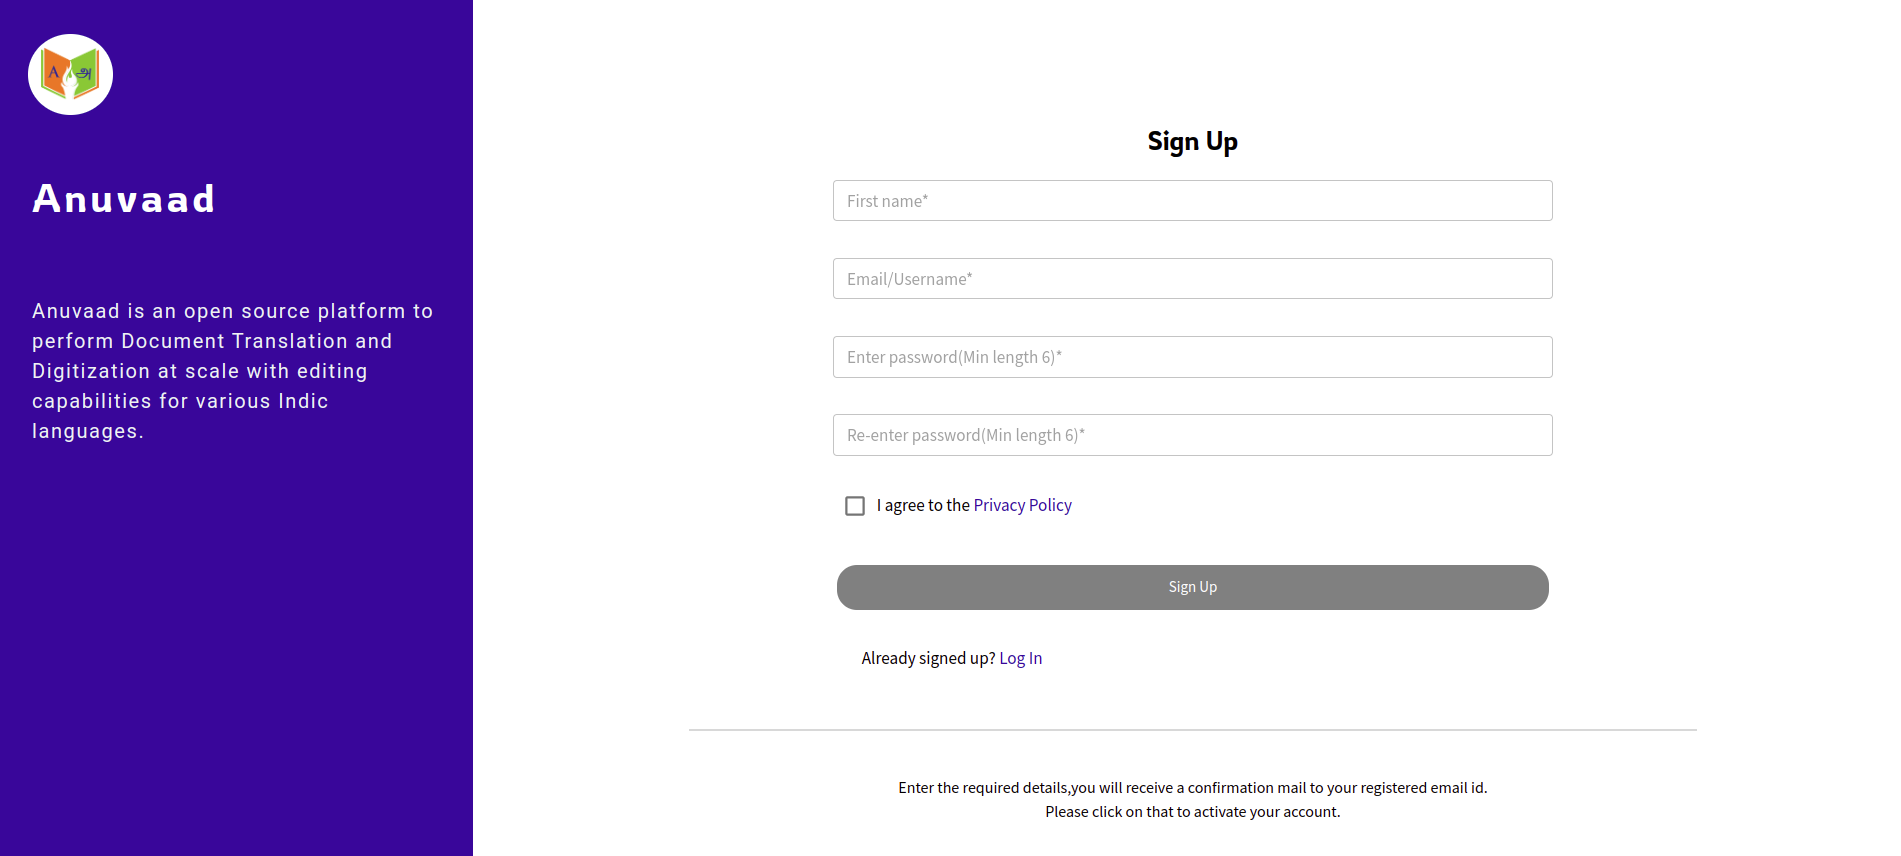 A அ
Anuvaad
Anuvaad is an open source platform to
perform Document Translation and
Digitization at scale with editing
capabilities for various Indic
languages.
Sign Up
First name*
Email/Username*
Enter password(Min length 6)*
Re-enter password(Min length 6)*
I agree to the Privacy Policy
Sign Up
Already signed up? Log In
Enter the required details,you will receive a confirmation mail to your registered email id.
Please click on that to activate your account.